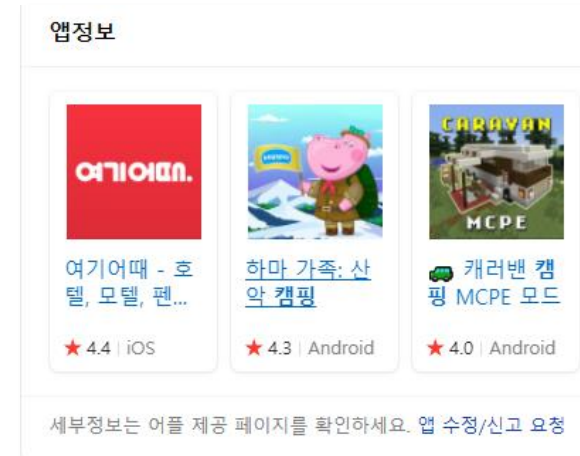 앱정보
여기어때.
HIPPO
CARAVAN
MCPE
여기어때 - 호
텔, 모텔, 펜...
★ 4.4 | iOS
하마 가족: 산
악 캠핑
★ 4.3 | Android
🚙 캐러밴 캠
핑 MCPE 모드
★ 4.0 | Android
세부정보는 어플 제공 페이지를 확인하세요. 앱 수정/신고 요청